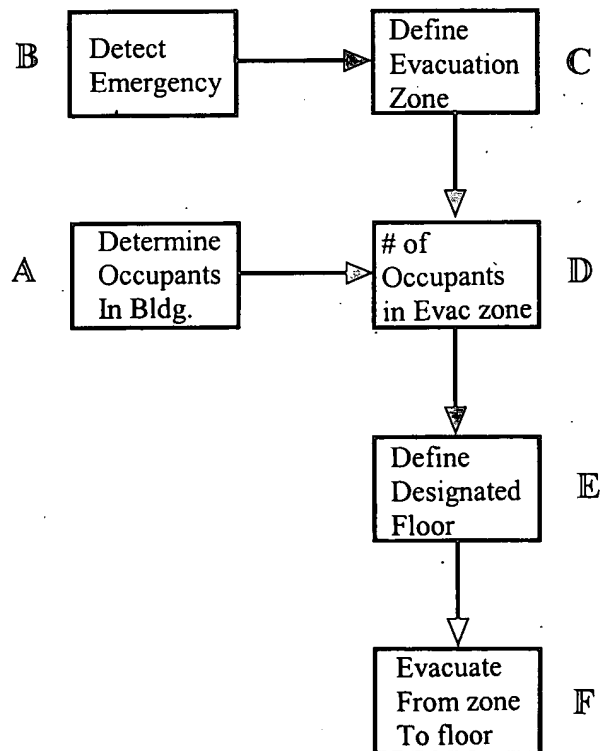 B
Detect
Emergency
Define
Evacuation
Zone
C
A
Determine
Occupants
In Bldg.
# of
Occupants
in Evac zone
D
Define
Designated
Floor
E
Evacuate
From zone
To floor
F